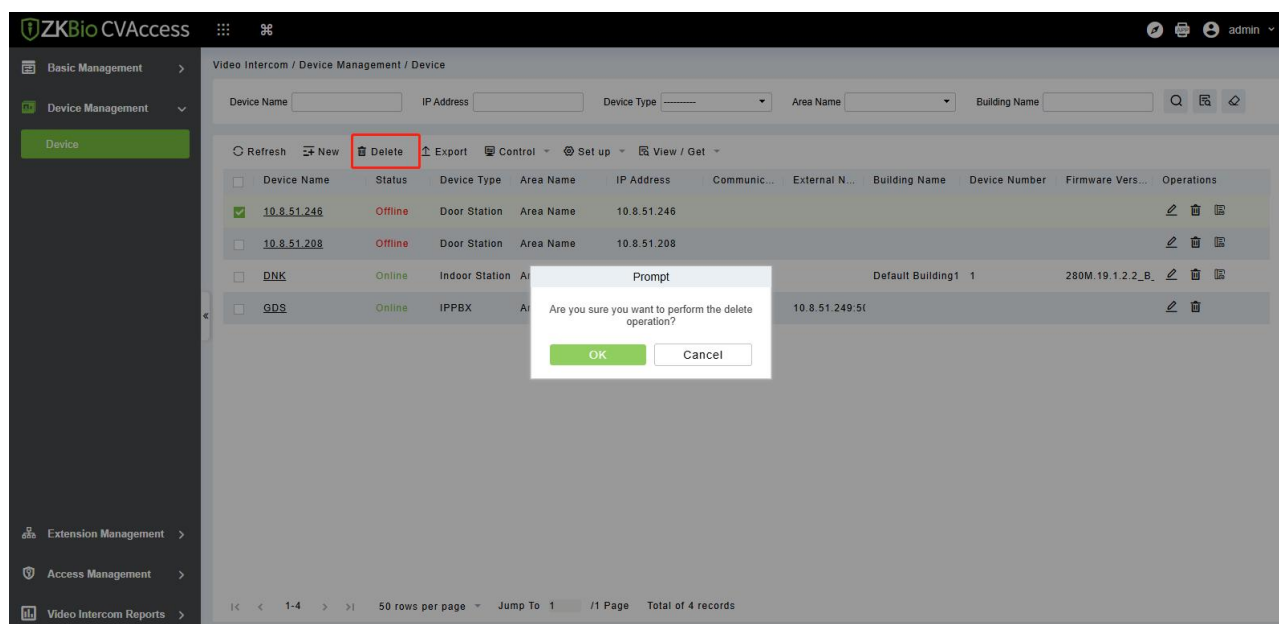 ZKBio CVAccess
admin
Basic Management
Device Management
Device
Extension Management
Access Management
Video Intercom Reports
Video Intercom / Device Management / Device
Device Name IP Address Device Type ---------- Area Name Building Name
Refresh New Delete Export Control Set up View / Get
Device Name Status Device Type Area Name IP Address Communic... External N... Building Name Device Number Firmware Vers... Operations
10.8.51.246 Offline Door Station Area Name 10.8.51.246
10.8.51.208 Offline Door Station Area Name 10.8.51.208
DNK Online Indoor Station Default Building1 1 280M.19.1.2.2_B_
GDS Online IPPBX 10.8.51.249:50
Prompt
Are you sure you want to perform the delete
operation?
OK Cancel
1-4 50 rows per page Jump To 1 /1 Page Total of 4 records